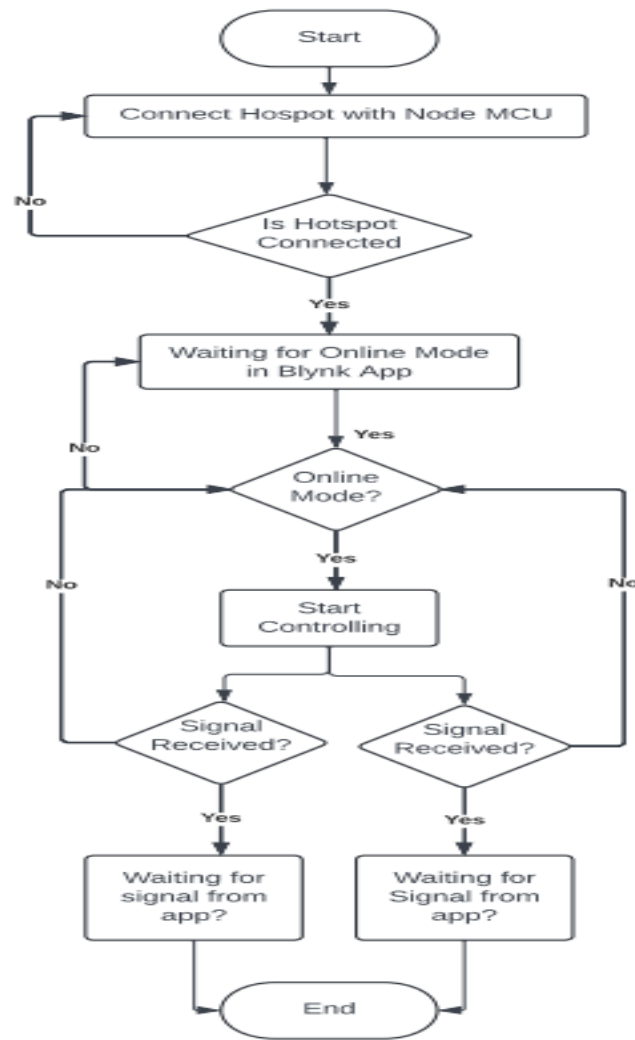 Start
Connect Hospot with Node MCU
No
Is Hotspot
Connected
Yes
Waiting for Online Mode
in Blynk App
Yes
No
Online
Mode?
Yes
No
No
Start
Controlling
Signal
Received?
Signal
Received?
Yes
Yes
Waiting for
signal from
app?
Waiting for
Signal from
app?
End